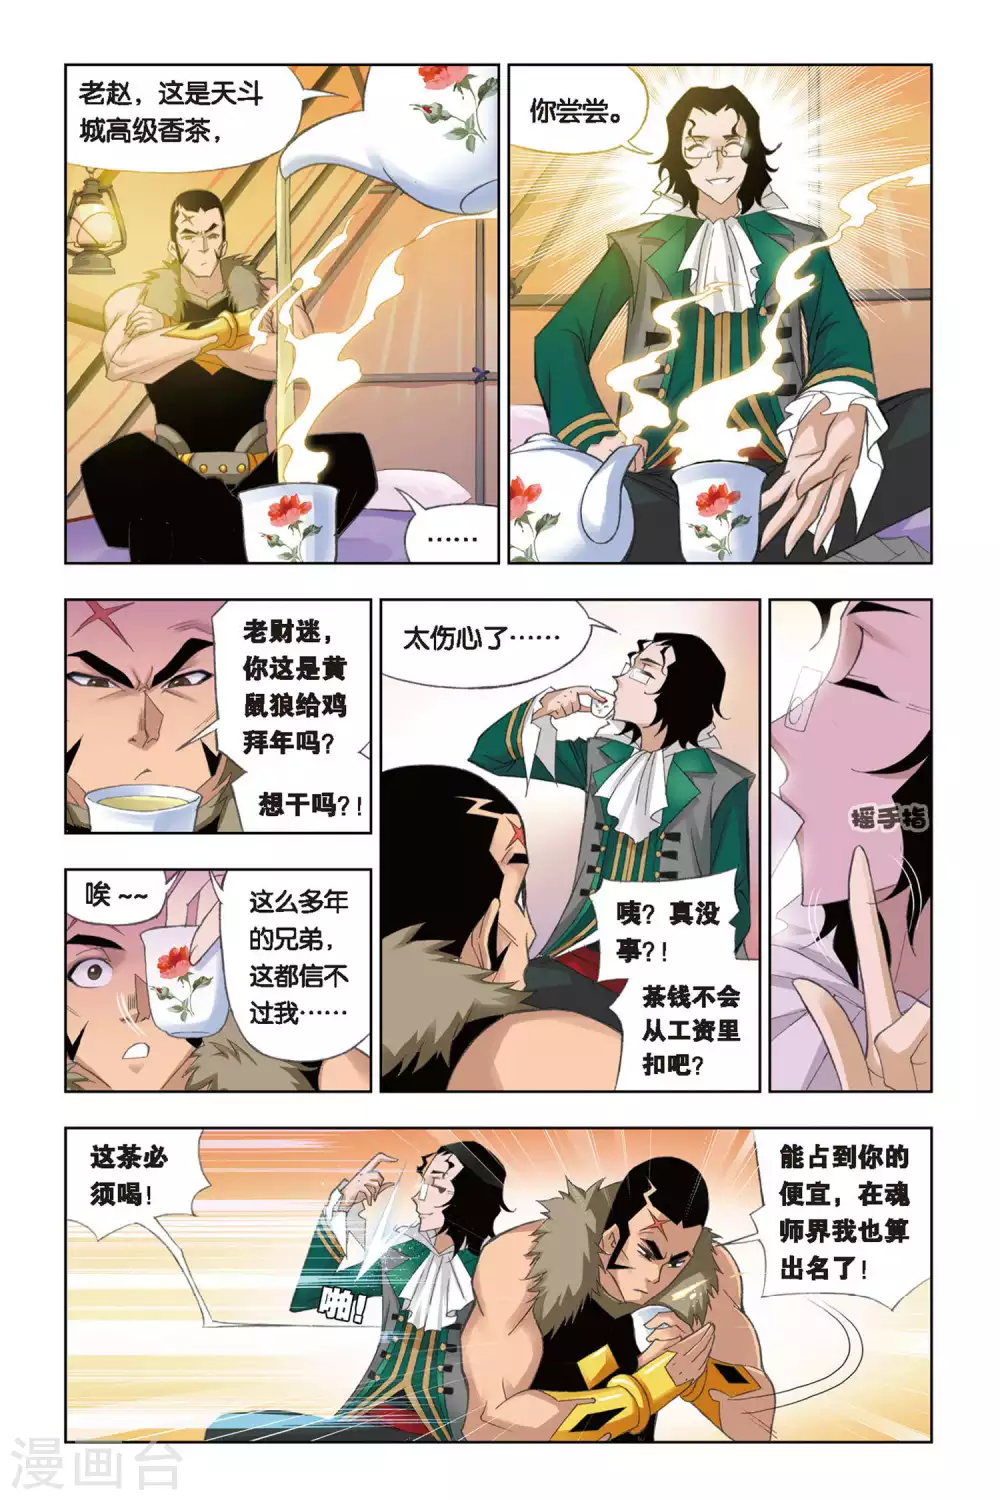 老赵，这是天斗
城高级香茶，
……
你尝尝。
老财迷，
你这是黄
鼠狼给鸡
拜年吗？
想干吗？！
唉~~
这么多年
的兄弟，
这都信不
过我……
太伤心了……
咦？真没
事？！
茶钱不会
从工资里
扣吧？
摇手指
这茶必
须喝！
啪！
能占到你的
便宜，在魂
师界我也算
出名了！
漫画台